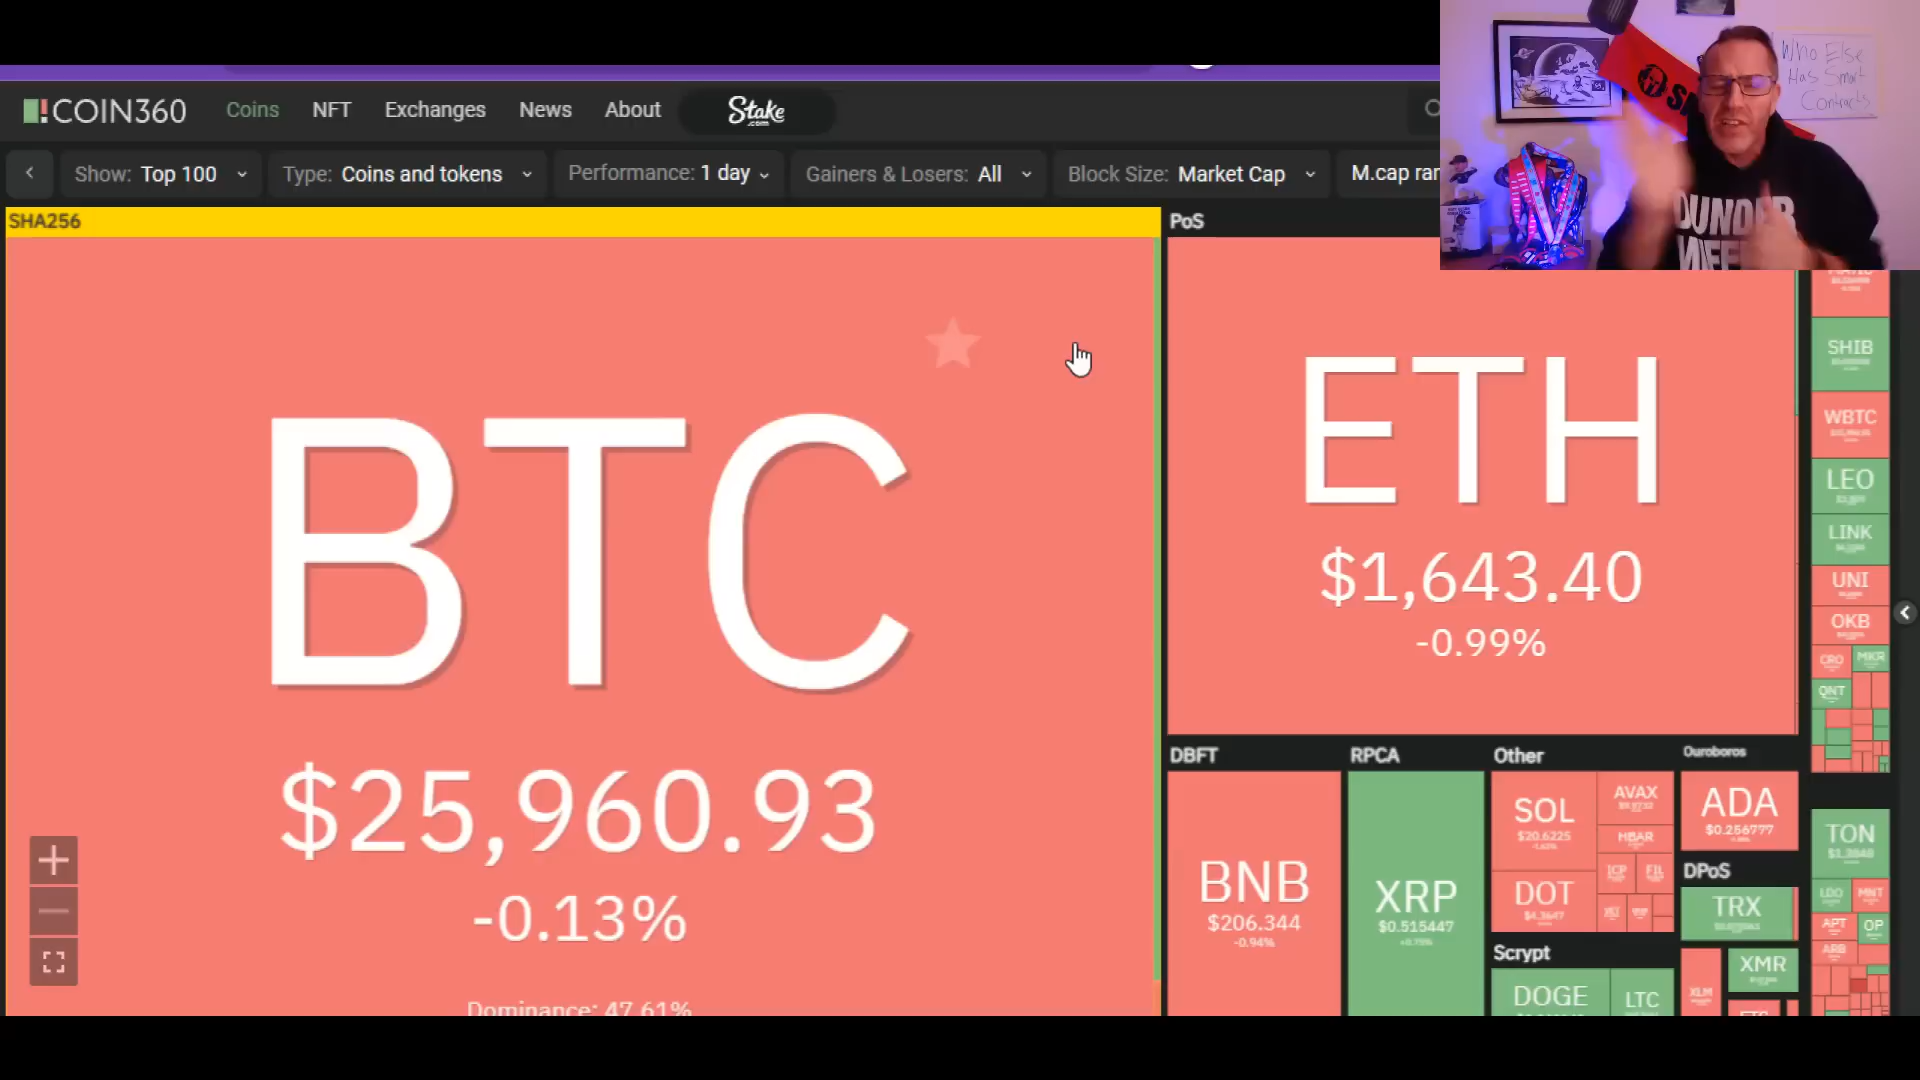 COIN360
Coins
NFT
Exchanges
News
About
Stake
.com
Show: Top 100
Type: Coins and tokens
Performance: 1 day
Gainers & Losers: All
Block Size: Market Cap
M.cap ran
SHA256
BTC
$25,960.93
-0.13%
Dominance: 47.61%
PoS
ETH
$1,643.40
-0.99%
DBFT
BNB
$206.344
-0.94%
RPCA
XRP
$0.515447
Other
SOL
$20.6225
AVAX
HBAR
ICP
FIL
DOT
$4.3647
Scrypt
DOGE
LTC
Ouroboros
ADA
$0.256777
DPoS
TRX
XLM
XMR
SHIB
WBTC
LEO
LINK
UNI
OKB
CRO
MKR
QNT
TON
LDO
MNT
APT
OP
ARB
Who Else
Has Smart
Contracts